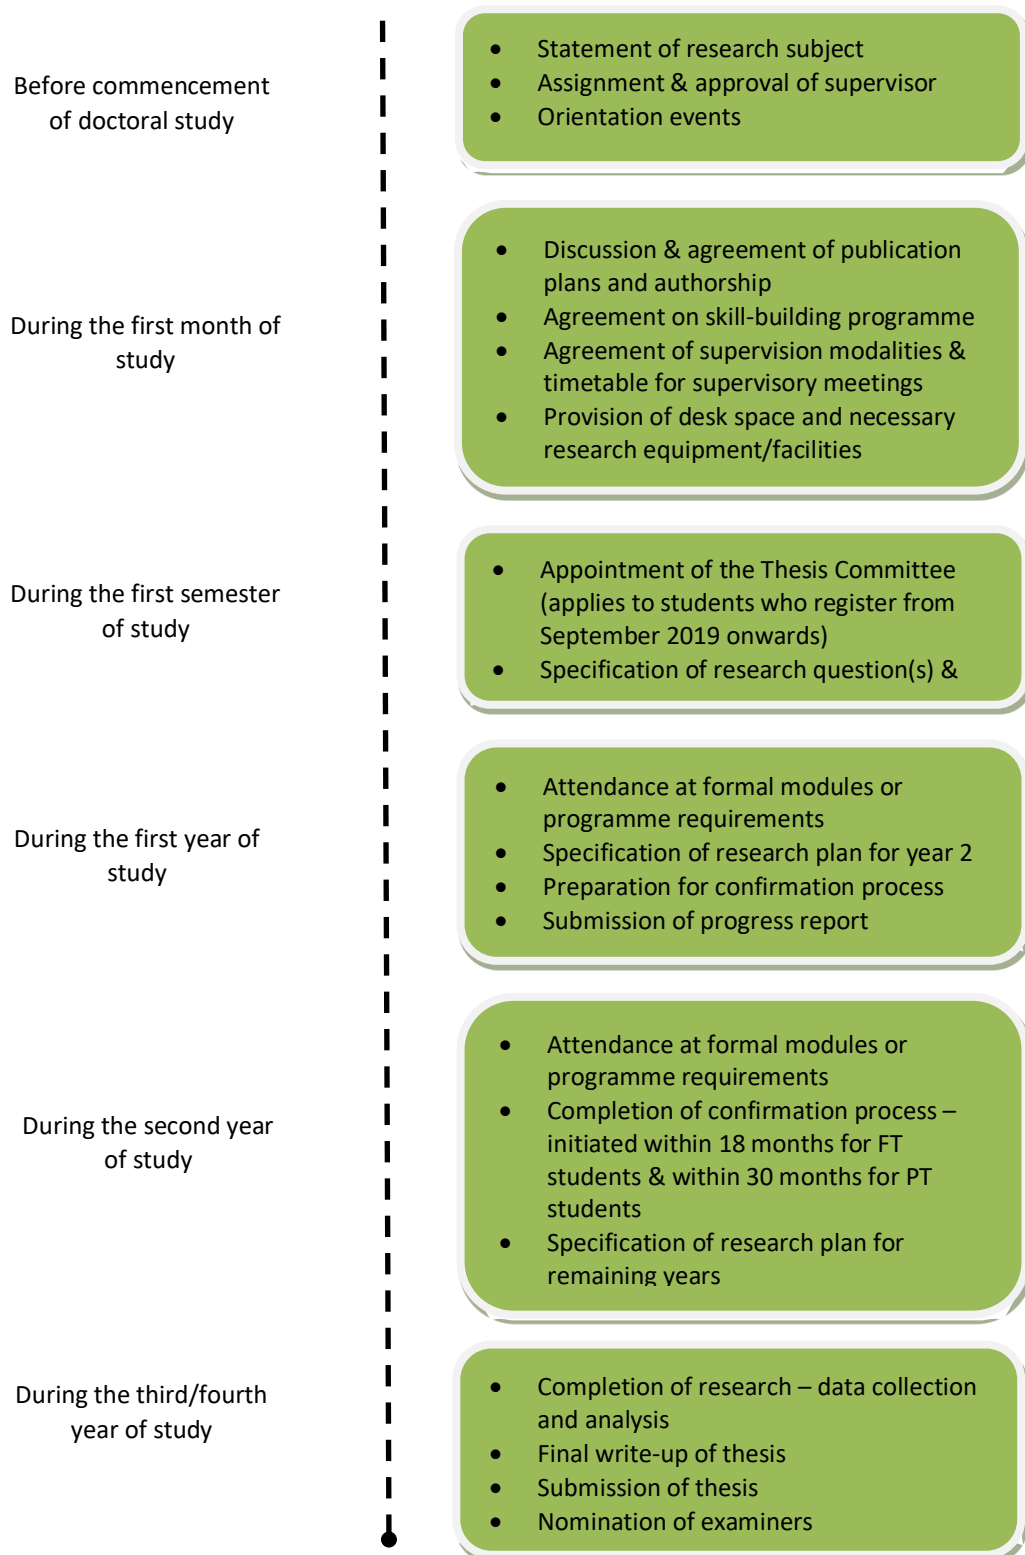 Before commencement
of doctoral study
• Statement of research subject
• Assignment & approval of supervisor
• Orientation events
During the first month of
study
• Discussion & agreement of publication
plans and authorship
• Agreement on skill-building programme
• Agreement of supervision modalities &
timetable for supervisory meetings
• Provision of desk space and necessary
research equipment/facilities
During the first semester
of study
• Appointment of the Thesis Committee
(applies to students who register from
September 2019 onwards)
• Specification of research question(s) &
During the first year of
study
• Attendance at formal modules or
programme requirements
• Specification of research plan for year 2
• Preparation for confirmation process
• Submission of progress report
During the second year
of study
• Attendance at formal modules or
programme requirements
• Completion of confirmation process –
initiated within 18 months for FT
students & within 30 months for PT
students
• Specification of research plan for
remaining years
During the third/fourth
year of study
• Completion of research – data collection
and analysis
• Final write-up of thesis
• Submission of thesis
• Nomination of examiners